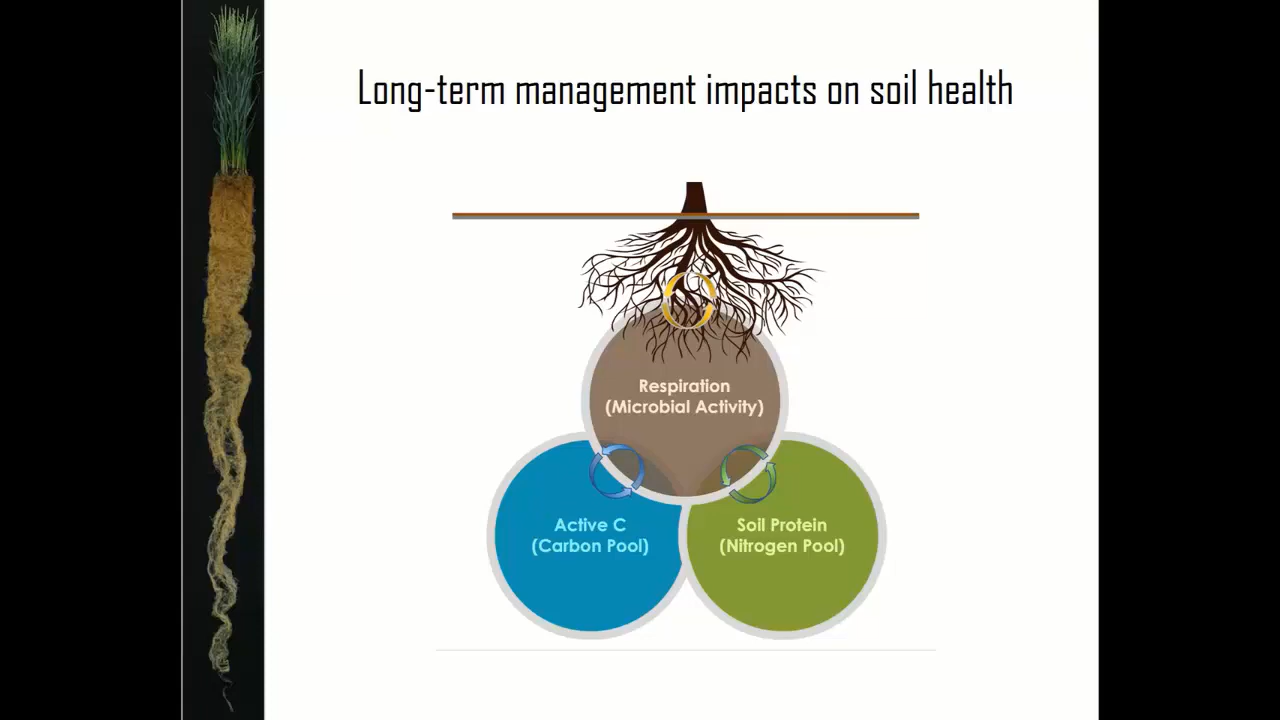 Long-term management impacts on soil health
Respiration
(Microbial Activity)
Active C
(Carbon Pool)
Soil Protein
(Nitrogen Pool)